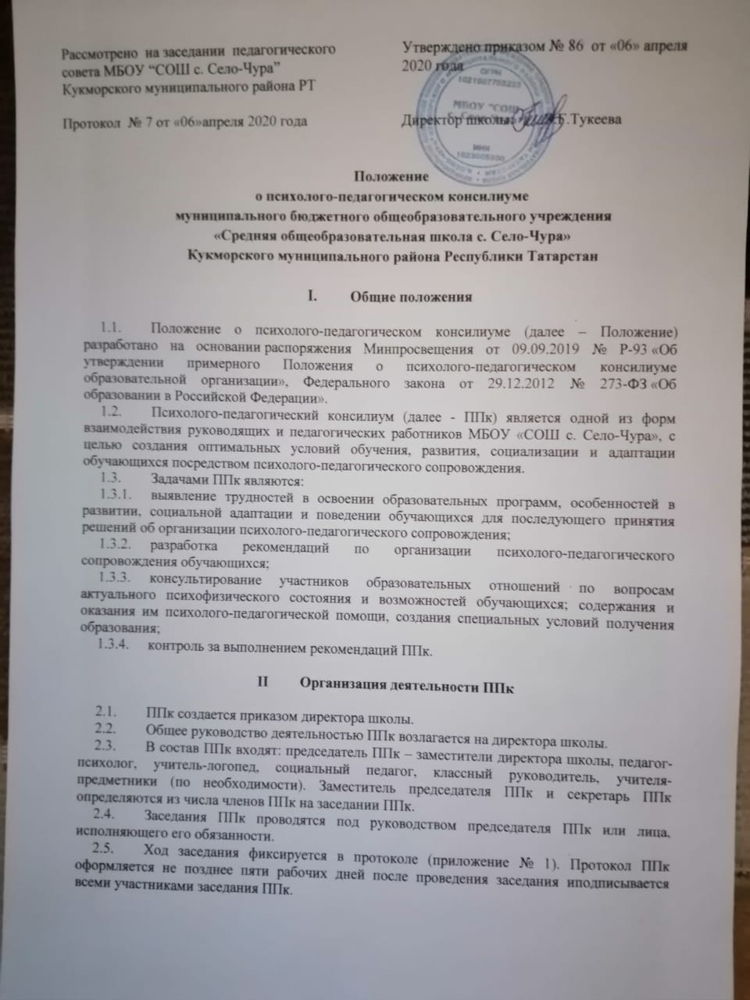 Рассмотрено на заседании педагогического
совета МБОУ “СОШ с. Село-Чура”
Кукморского муниципального района РТ
Протокол № 7 от «06»апреля 2020 года
Утверждено приказом № 86 от «06» апреля
2020 года
ОГРН
МБОУ "СОШ
ИНН
Директор школы: Г.Тукеева
Положение
о психолого-педагогическом консилиуме
муниципального бюджетного общеобразовательного учреждения
«Средняя общеобразовательная школа с. Село-Чура»
Кукморского муниципального района Республики Татарстан
I. Общие положения
1.1. Положение о психолого-педагогическом консилиуме (далее – Положение)
разработано на основании распоряжения Минпросвещения от 09.09.2019 № Р-93 «Об
утверждении примерного Положения о психолого-педагогическом консилиуме
образовательной организации», Федерального закона от 29.12.2012 № 273-ФЗ «Об
образовании в Российской Федерации».
1.2. Психолого-педагогический консилиум (далее - ППк) является одной из форм
взаимодействия руководящих и педагогических работников МБОУ «СОШ с. Село-Чура», с
целью создания оптимальных условий обучения, развития, социализации и адаптации
обучающихся посредством психолого-педагогического сопровождения.
1.3. Задачами ППк являются:
1.3.1. выявление трудностей в освоении образовательных программ, особенностей в
развитии, социальной адаптации и поведении обучающихся для последующего принятия
решений об организации психолого-педагогического сопровождения;
1.3.2. разработка рекомендаций по организации психолого-педагогического
сопровождения обучающихся;
1.3.3. консультирование участников образовательных отношений по вопросам
актуального психофизического состояния и возможностей обучающихся; содержания и
оказания им психолого-педагогической помощи, создания специальных условий получения
образования;
1.3.4. контроль за выполнением рекомендаций ППк.
II Организация деятельности ППк
2.1. ППк создается приказом директора школы.
2.2. Общее руководство деятельностью ППк возлагается на директора школы.
2.3. В состав ППк входят: председатель ППк – заместители директора школы, педагог-
психолог, учитель-логопед, социальный педагог, классный руководитель, учителя-
предметники (по необходимости). Заместитель председателя ППк и секретарь ППк
определяются из числа членов ППк на заседании ППк.
2.4. Заседания ППк проводятся под руководством председателя ППк или лица,
исполняющего его обязанности.
2.5. Ход заседания фиксируется в протоколе (приложение № 1). Протокол ППк
оформляется не позднее пяти рабочих дней после проведения заседания иподписывается
всеми участниками заседания ППк.